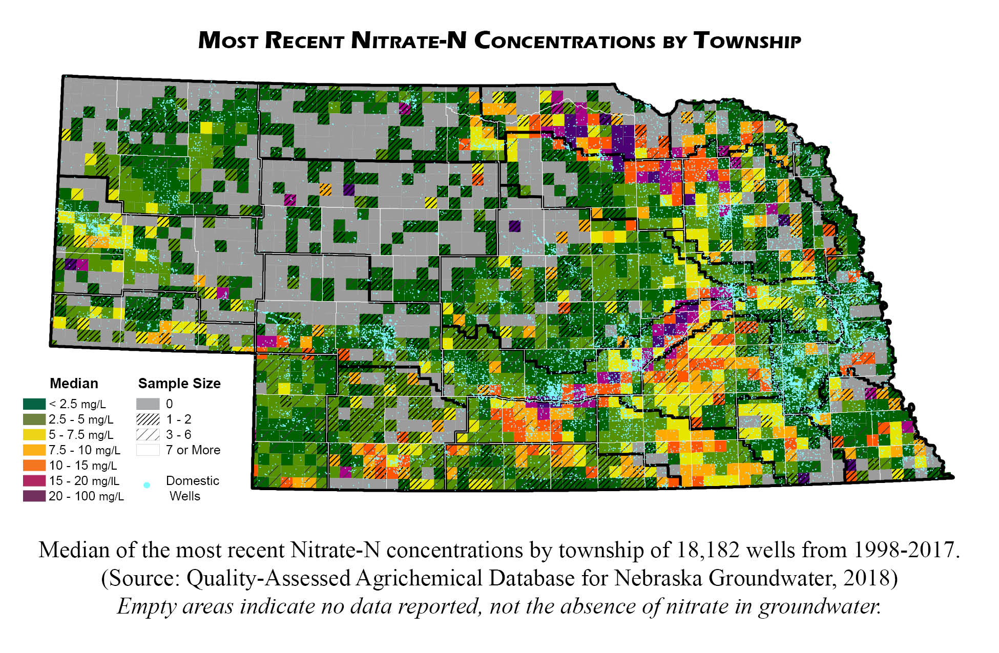 MOST RECENT NITRATE-N CONCENTRATIONS BY TOWNSHIP
Median
< 2.5 mg/L
2.5 - 5 mg/L
5 - 7.5 mg/L
7.5 - 10 mg/L
10 - 15 mg/L
15 - 20 mg/lL
20 - 100 mg/L
Sample Size
0
1 - 2
3 - 6
7 or More
Domestic
Wells
Median of the most recent Nitrate-N concentrations by township of 18,182 wells from 1998-2017.
(Source: Quality-Assessed Agrichemical Database for Nebraska Groundwater, 2018)
Empty areas indicate no data reported, not the absence of nitrate in groundwater.